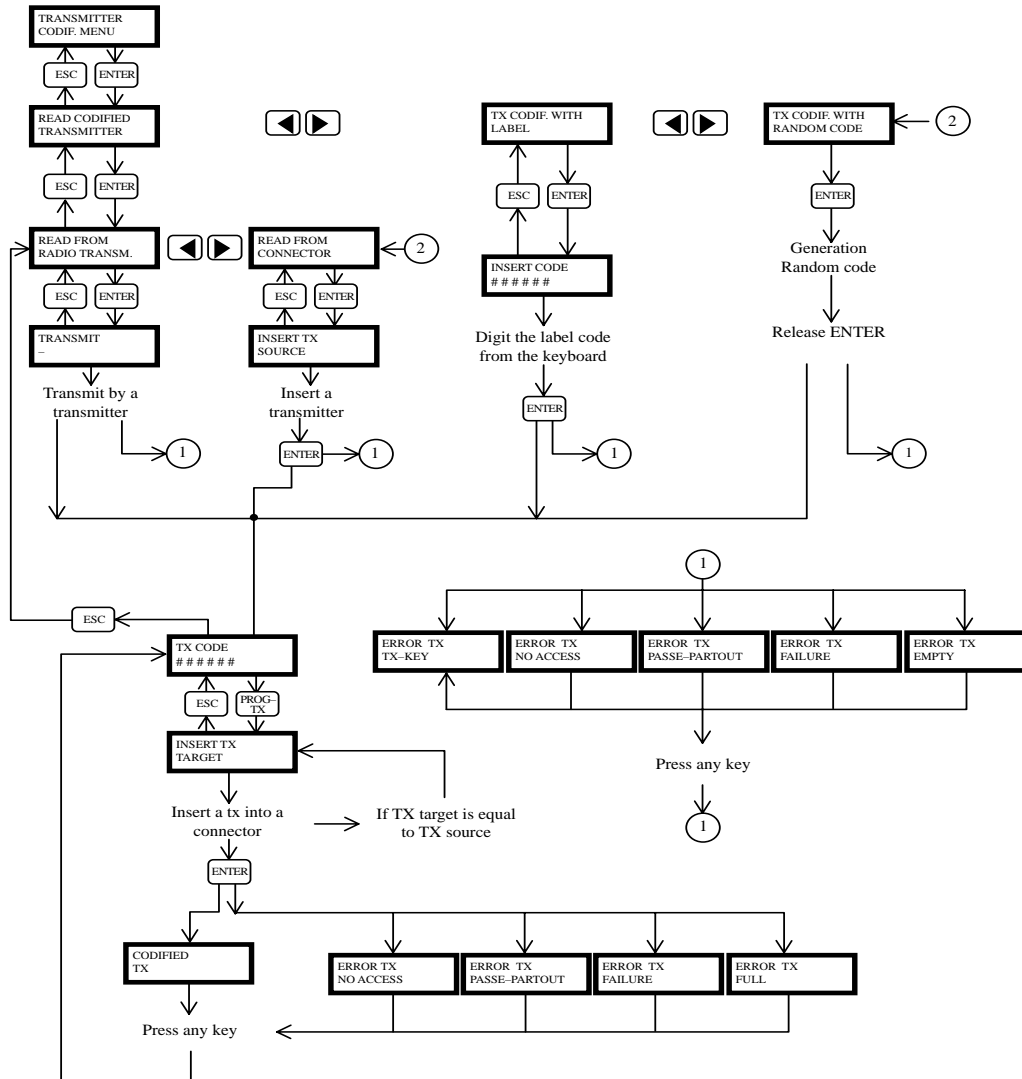 TRANSMITTER
CODIF. MENU
ESC
ENTER
READ CODIFIED
TRANSMITTER
TX CODIF. WITH
LABEL
TX CODIF. WITH
RANDOM CODE
2
ESC
ENTER
ESC
ENTER
ENTER
READ FROM
RADIO TRANSM.
READ FROM
CONNECTOR
2
Generation
Random code
INSERT CODE
# # # # # #
ESC
ENTER
ESC
ENTER
TRANSMIT
–
INSERT TX
SOURCE
Digit the label code
from the keyboard
Release ENTER
Transmit by a
transmitter
Insert a
transmitter
ENTER
1
ENTER
1
1
1
1
ESC
TX CODE
# # # # # #
ERROR TX
TX–KEY
ERROR TX
NO ACCESS
ERROR TX
PASSE–PARTOUT
ERROR TX
FAILURE
ERROR TX
EMPTY
ESC
PROG–
TX
INSERT TX
TARGET
Press any key
Insert a tx into a
connector
If TX target is equal
to TX source
1
ENTER
CODIFIED
TX
ERROR TX
NO ACCESS
ERROR TX
PASSE–PARTOUT
ERROR TX
FAILURE
ERROR TX
FULL
Press any key